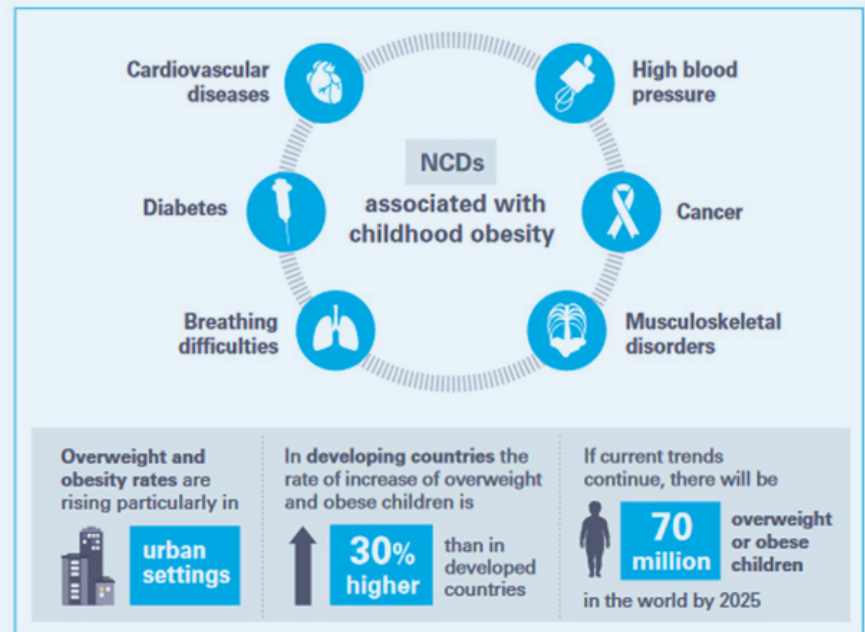 Cardiovascular
diseases
High blood
pressure
NCDs
associated with
childhood obesity
Diabetes
Cancer
Breathing
difficulties
Musculoskeletal
disorders
Overweight and
obesity rates are
rising particularly in
urban
settings
In developing countries the
rate of increase of overweight
and obese children is
30%
higher
than in
developed
countries
If current trends
continue, there will be
70
million
overweight
or obese
children
in the world by 2025